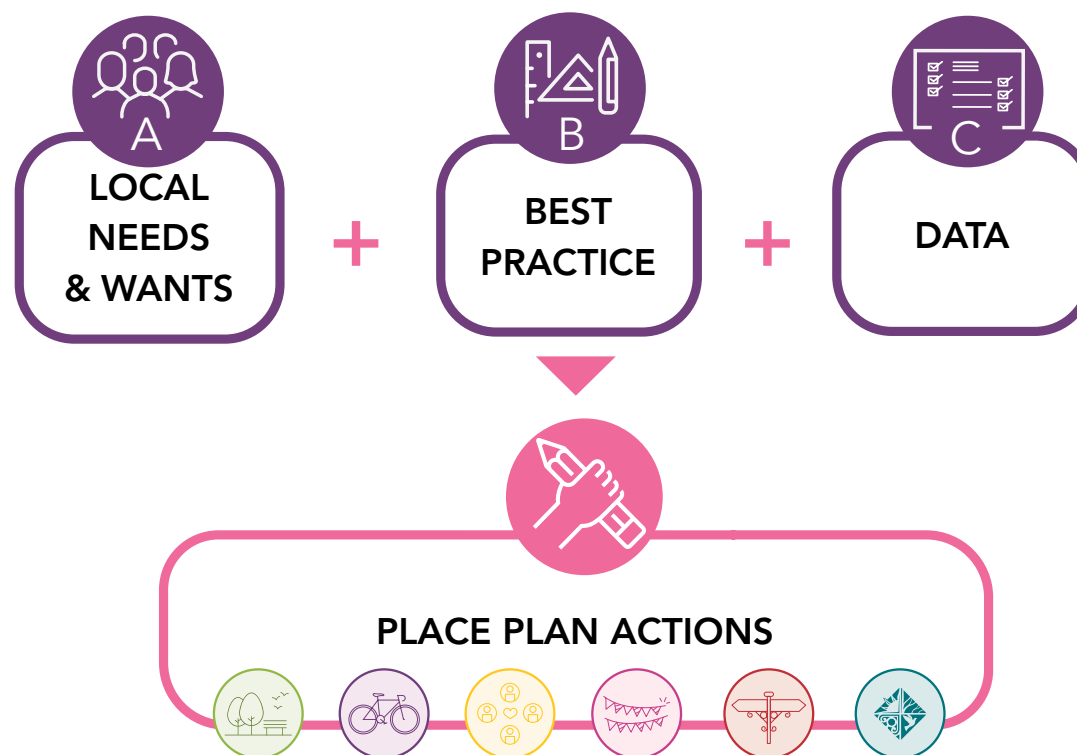 A
LOCAL
NEEDS
& WANTS
+
B
BEST
PRACTICE
+
C
DATA
PLACE PLAN ACTIONS